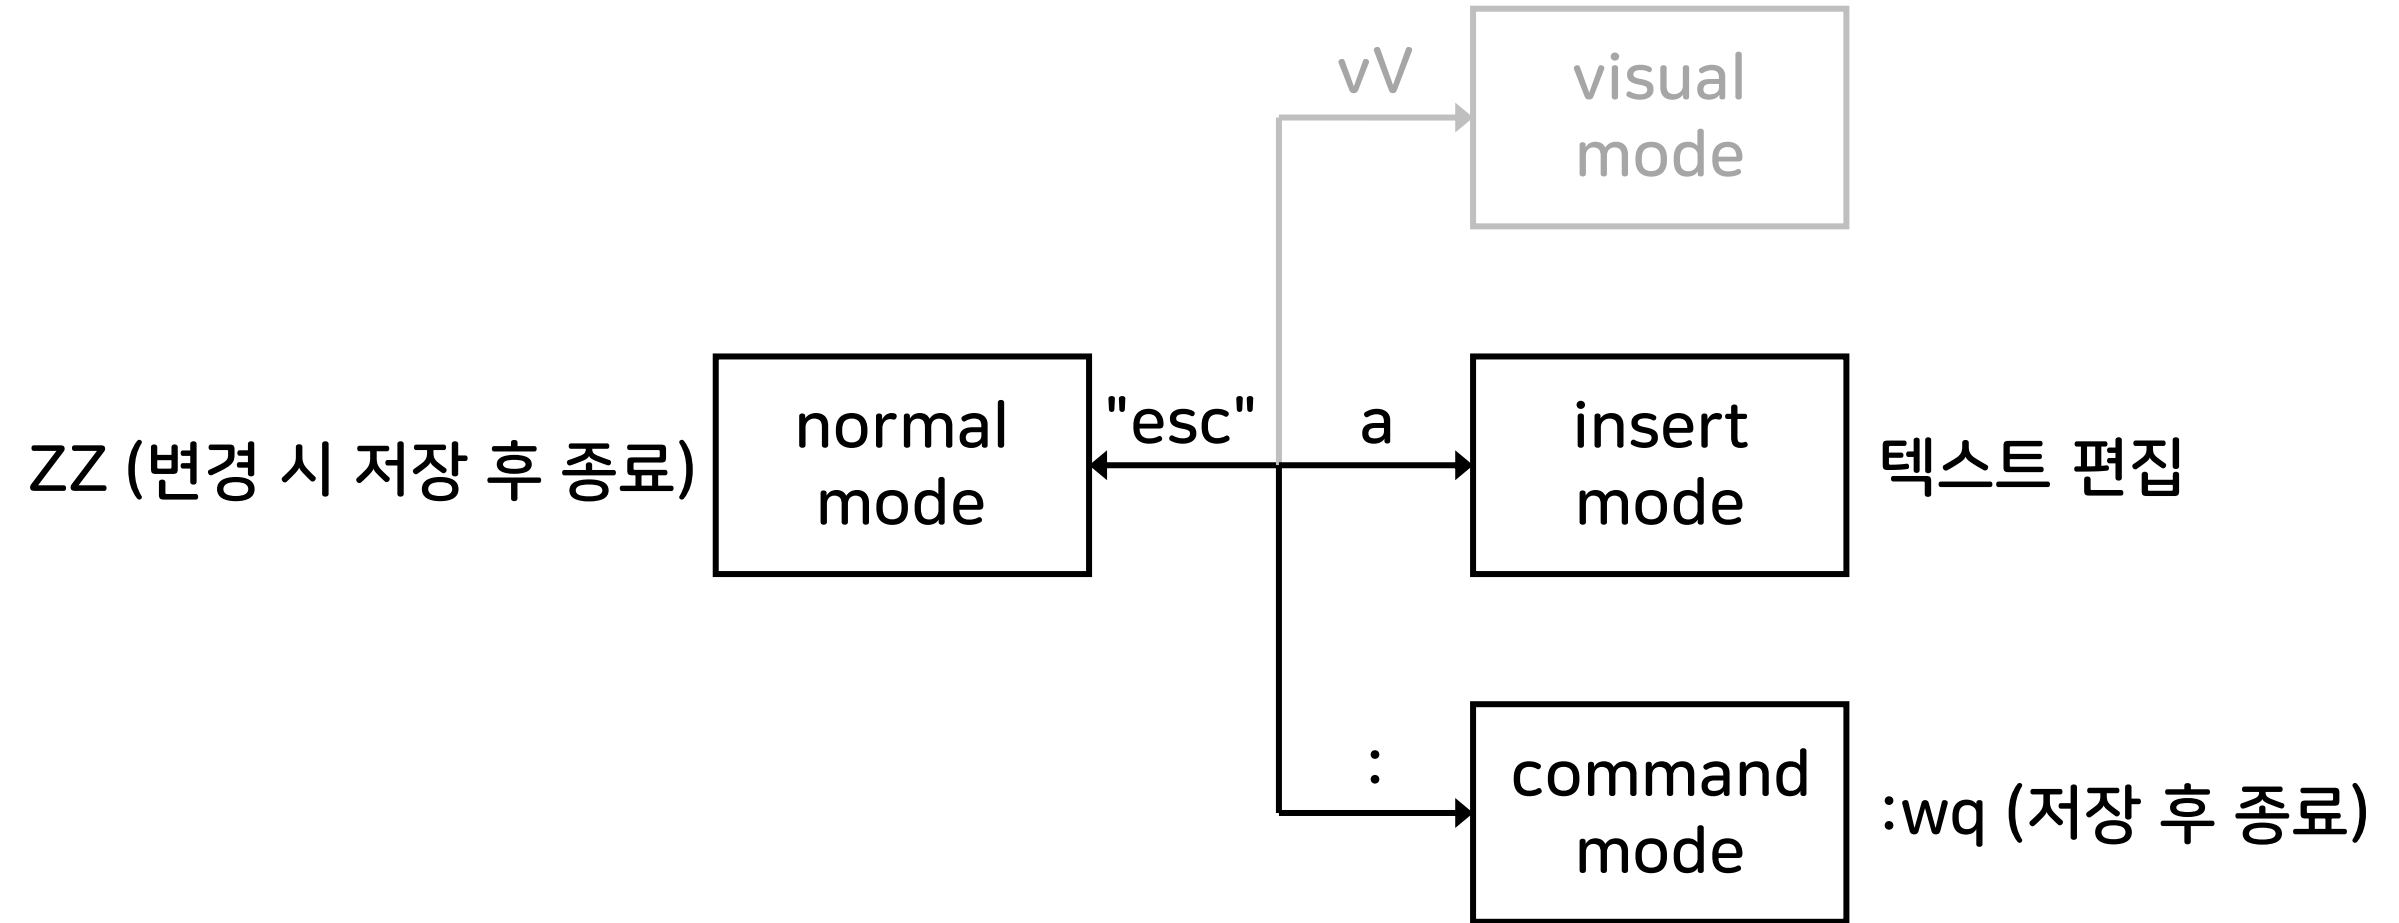 vV
visual
mode
ZZ (변경 시 저장 후 종료)
normal
mode
"esc"
a
insert
mode
텍스트 편집
:
command
mode
:wq (저장 후 종료)